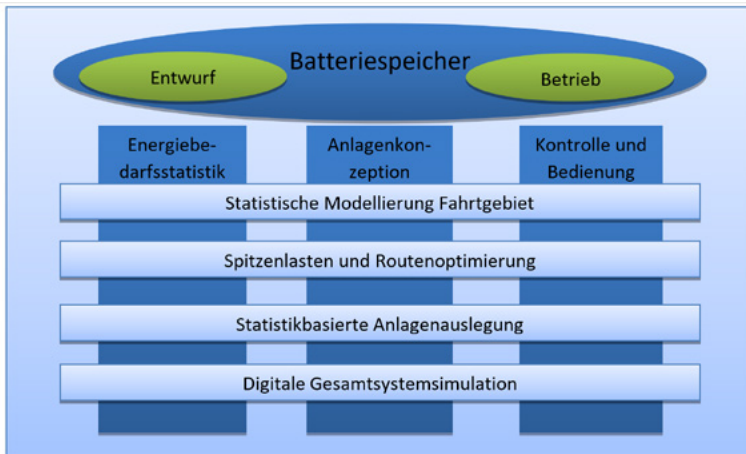 Batteriespeicher
Entwurf
Betrieb
Energiebe-
darfsstatistik
Anlagenkon-
zeption
Kontrolle und
Bedienung
Statistische Modellierung Fahrtgebiet
Spitzenlasten und Routenoptimierung
Statistikbasierte Anlagenauslegung
Digitale Gesamtsystemsimulation